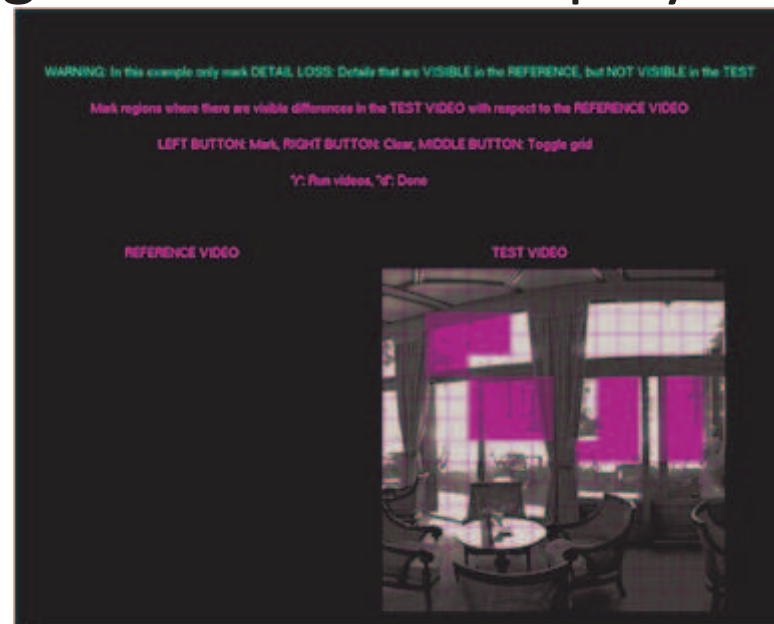 WARNING: In this example only mark DETAIL LOSS: Details that are VISIBLE in the REFERENCE, but NOT VISIBLE in the TEST
Mark regions where there are visible differences in the TEST VIDEO with respect to the REFERENCE VIDEO
LEFT BUTTON: Mark, RIGHT BUTTON: Clear, MIDDLE BUTTON: Toggle grid
"r": Run videos, "d": Done
REFERENCE VIDEO TEST VIDEO